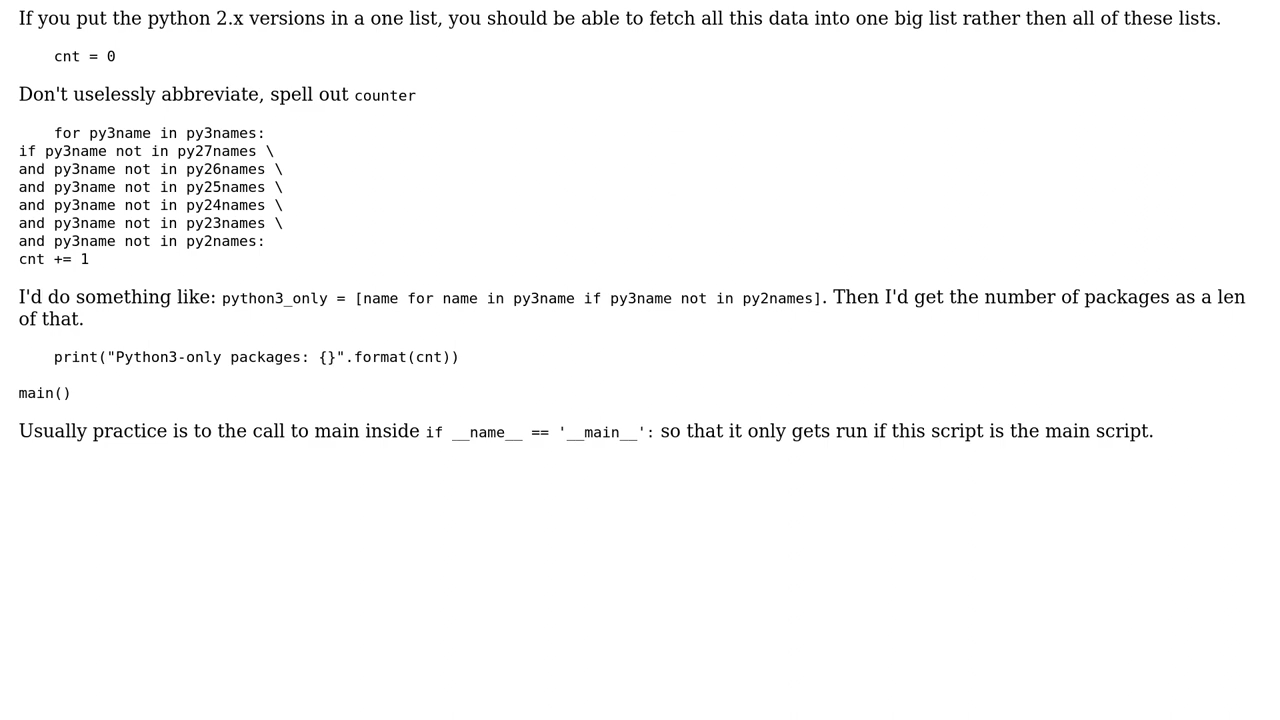 If you put the python 2.x versions in a one list, you should be able to fetch all this data into one big list rather then all of these lists.
cnt = 0
Don't uselessly abbreviate, spell out counter
for py3name in py3names:
if py3name not in py27names \
and py3name not in py26names \
and py3name not in py25names \
and py3name not in py24names \
and py3name not in py23names \
and py3name not in py2names:
cnt += 1
I'd do something like: python3_only = [name for name in py3name if py3name not in py2names]. Then I'd get the number of packages as a len
of that.
print("Python3-only packages: {}".format(cnt))
main()
Usually practice is to the call to main inside if __name__ == '__main__': so that it only gets run if this script is the main script.